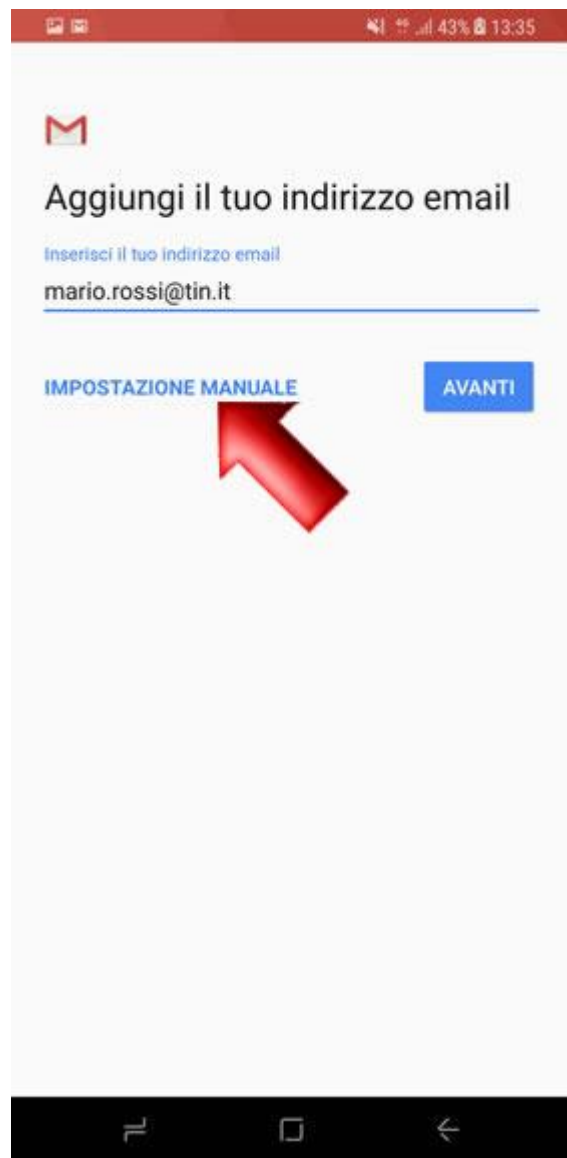 43% 13:35
Aggiungi il tuo indirizzo email
Inserisci il tuo indirizzo email
mario.rossi@tin.it
IMPOSTAZIONE MANUALE
AVANTI